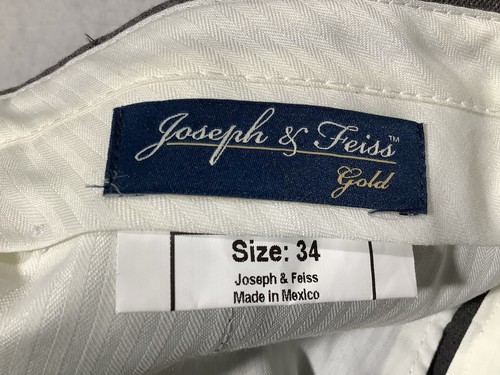 Joseph & Feiss™
Gold
Size: 34
Joseph & Feiss
Made in Mexico